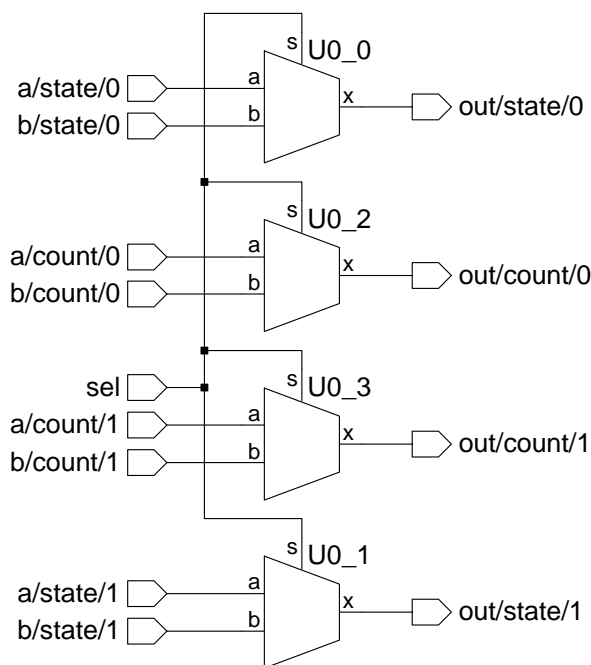 s U0_0
a/state/0 a
x out/state/0
b/state/0 b
s U0_2
a/count/0 a
x out/count/0
b/count/0 b
sel
s U0_3
a/count/1 a
x out/count/1
b/count/1 b
s U0_1
a/state/1 a
x out/state/1
b/state/1 b